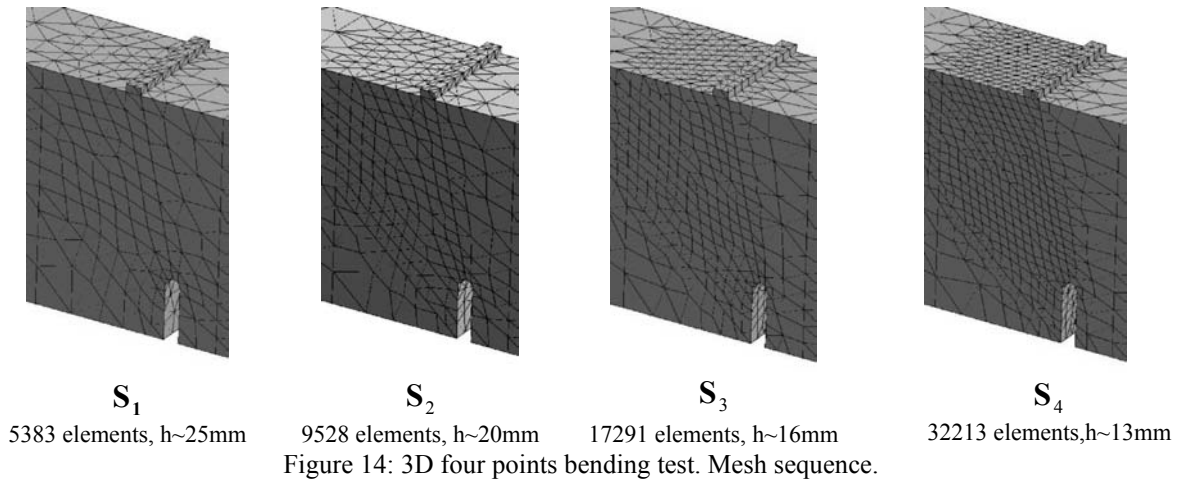 S₁ S₂ S₃ S₄
5383 elements, h~25mm 9528 elements, h~20mm 17291 elements, h~16mm 32213 elements,h~13mm
Figure 14: 3D four points bending test. Mesh sequence.